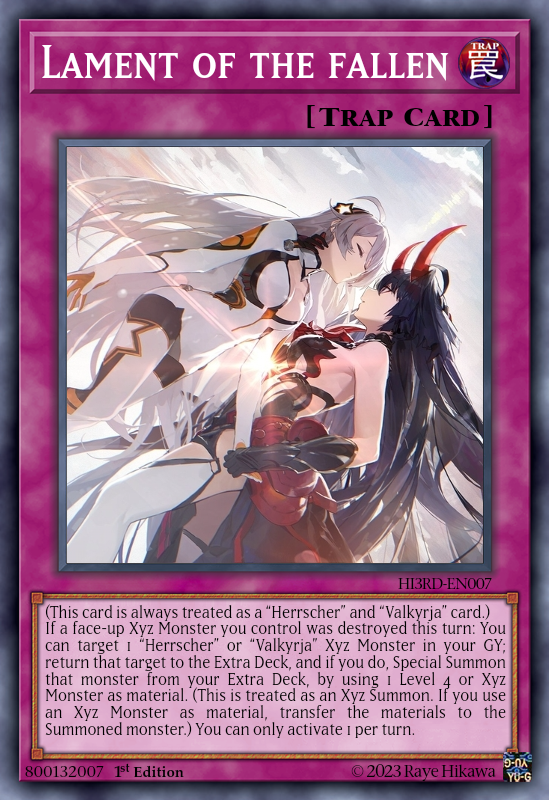 LAMENT OF THE FALLEN
TRAP
罠
[TRAP CARD]
HI3RD-EN007
(This card is always treated as a “Herrscher” and “Valkyrja” card.)
If a face-up Xyz Monster you control was destroyed this turn: You
can target 1 “Herrscher” or “Valkyrja” Xyz Monster in your GY;
return that target to the Extra Deck, and if you do, Special Summon
that monster from your Extra Deck, by using 1 Level 4 or Xyz
Monster as material. (This is treated as an Xyz Summon. If you use
an Xyz Monster as material, transfer the materials to the
Summoned monster.) You can only activate 1 per turn.
800132007 1st Edition
© 2023 Raye Hikawa
YU-G
YU-G